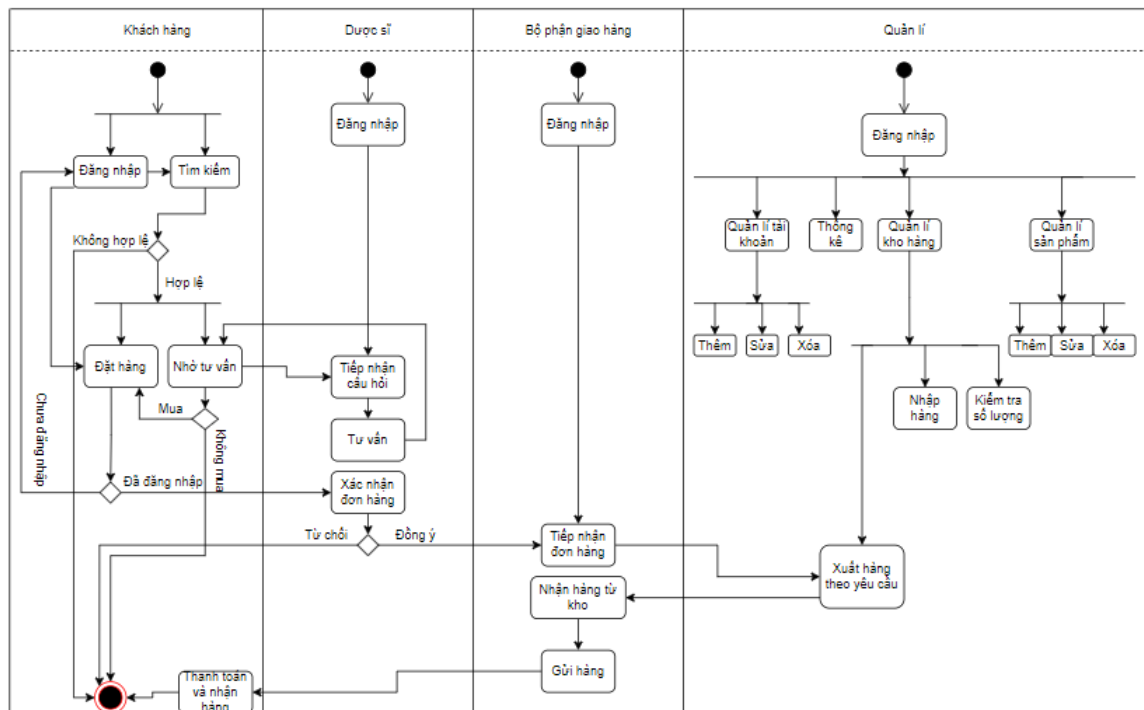 Khách hàng
Dược sĩ
Bộ phận giao hàng
Quản lí
Đăng nhập
Đăng nhập
Đăng nhập
Đăng nhập
Tìm kiếm
Quản lí tài
khoản
Thống
kê
Quản lí
kho hàng
Quản lí
sản phẩm
Không hợp lệ
Hợp lệ
Thêm
Sửa
Xóa
Thêm
Sửa
Xóa
Đặt hàng
Nhờ tư vấn
Tiếp nhận
câu hỏi
Nhập
hàng
Kiểm tra
số lượng
Mua
Không mua
Chưa đăng nhập
Tư vấn
Đã đăng nhập
Xác nhận
đơn hàng
Từ chối
Đồng ý
Tiếp nhận
đơn hàng
Xuất hàng
theo yêu cầu
Nhận hàng từ
kho
Gửi hàng
Thanh toán
và nhận
hàng